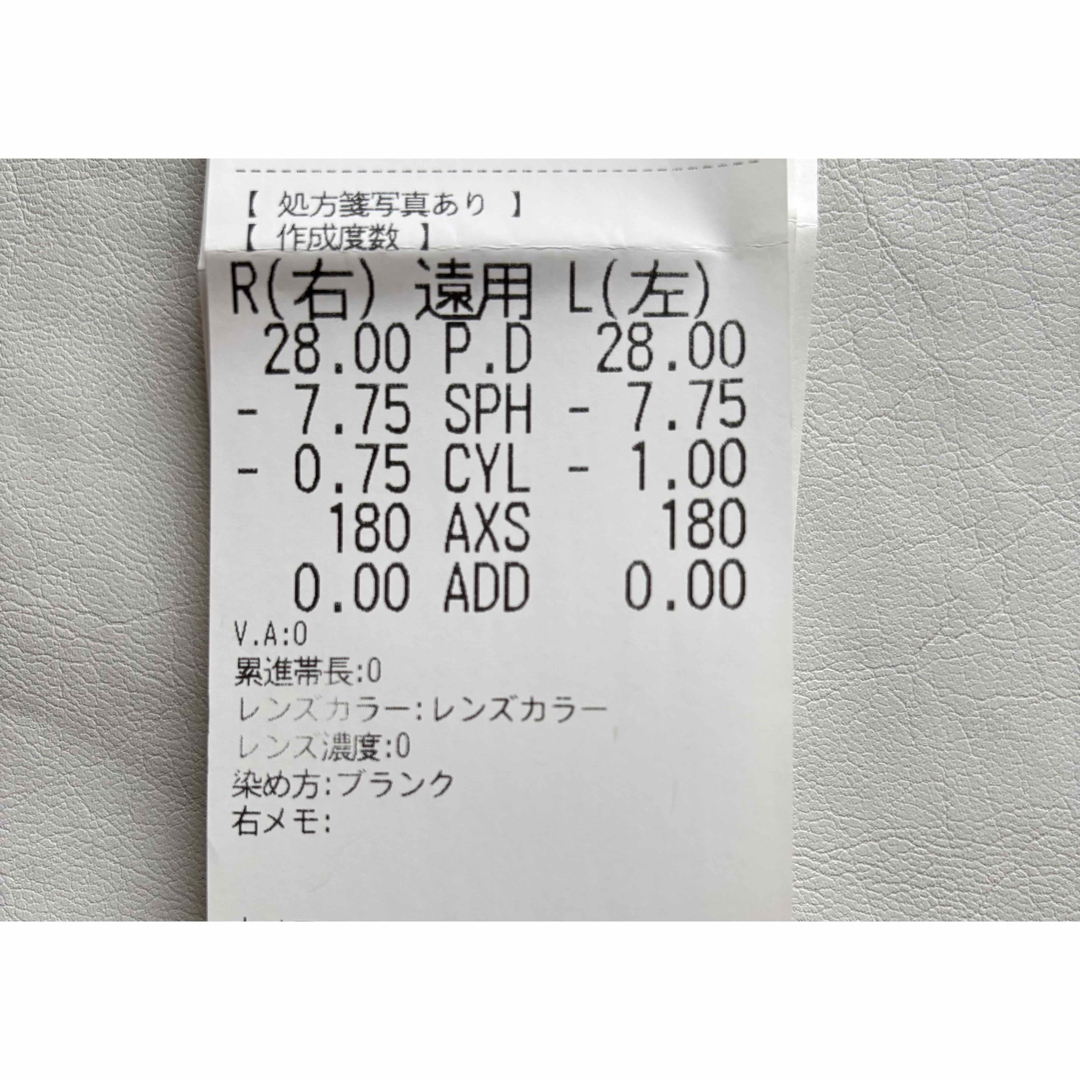 【 処方箋写真あり 】
【 作成度数 】
R(右) 遠用 L(左)
28.00 P.D 28.00
- 7.75 SPH - 7.75
- 0.75 CYL - 1.00
180 AXS 180
0.00 ADD 0.00
V.A:0
累進帯長:0
レンズカラー:レンズカラー
レンズ濃度:0
染め方:ブランク
右メモ: